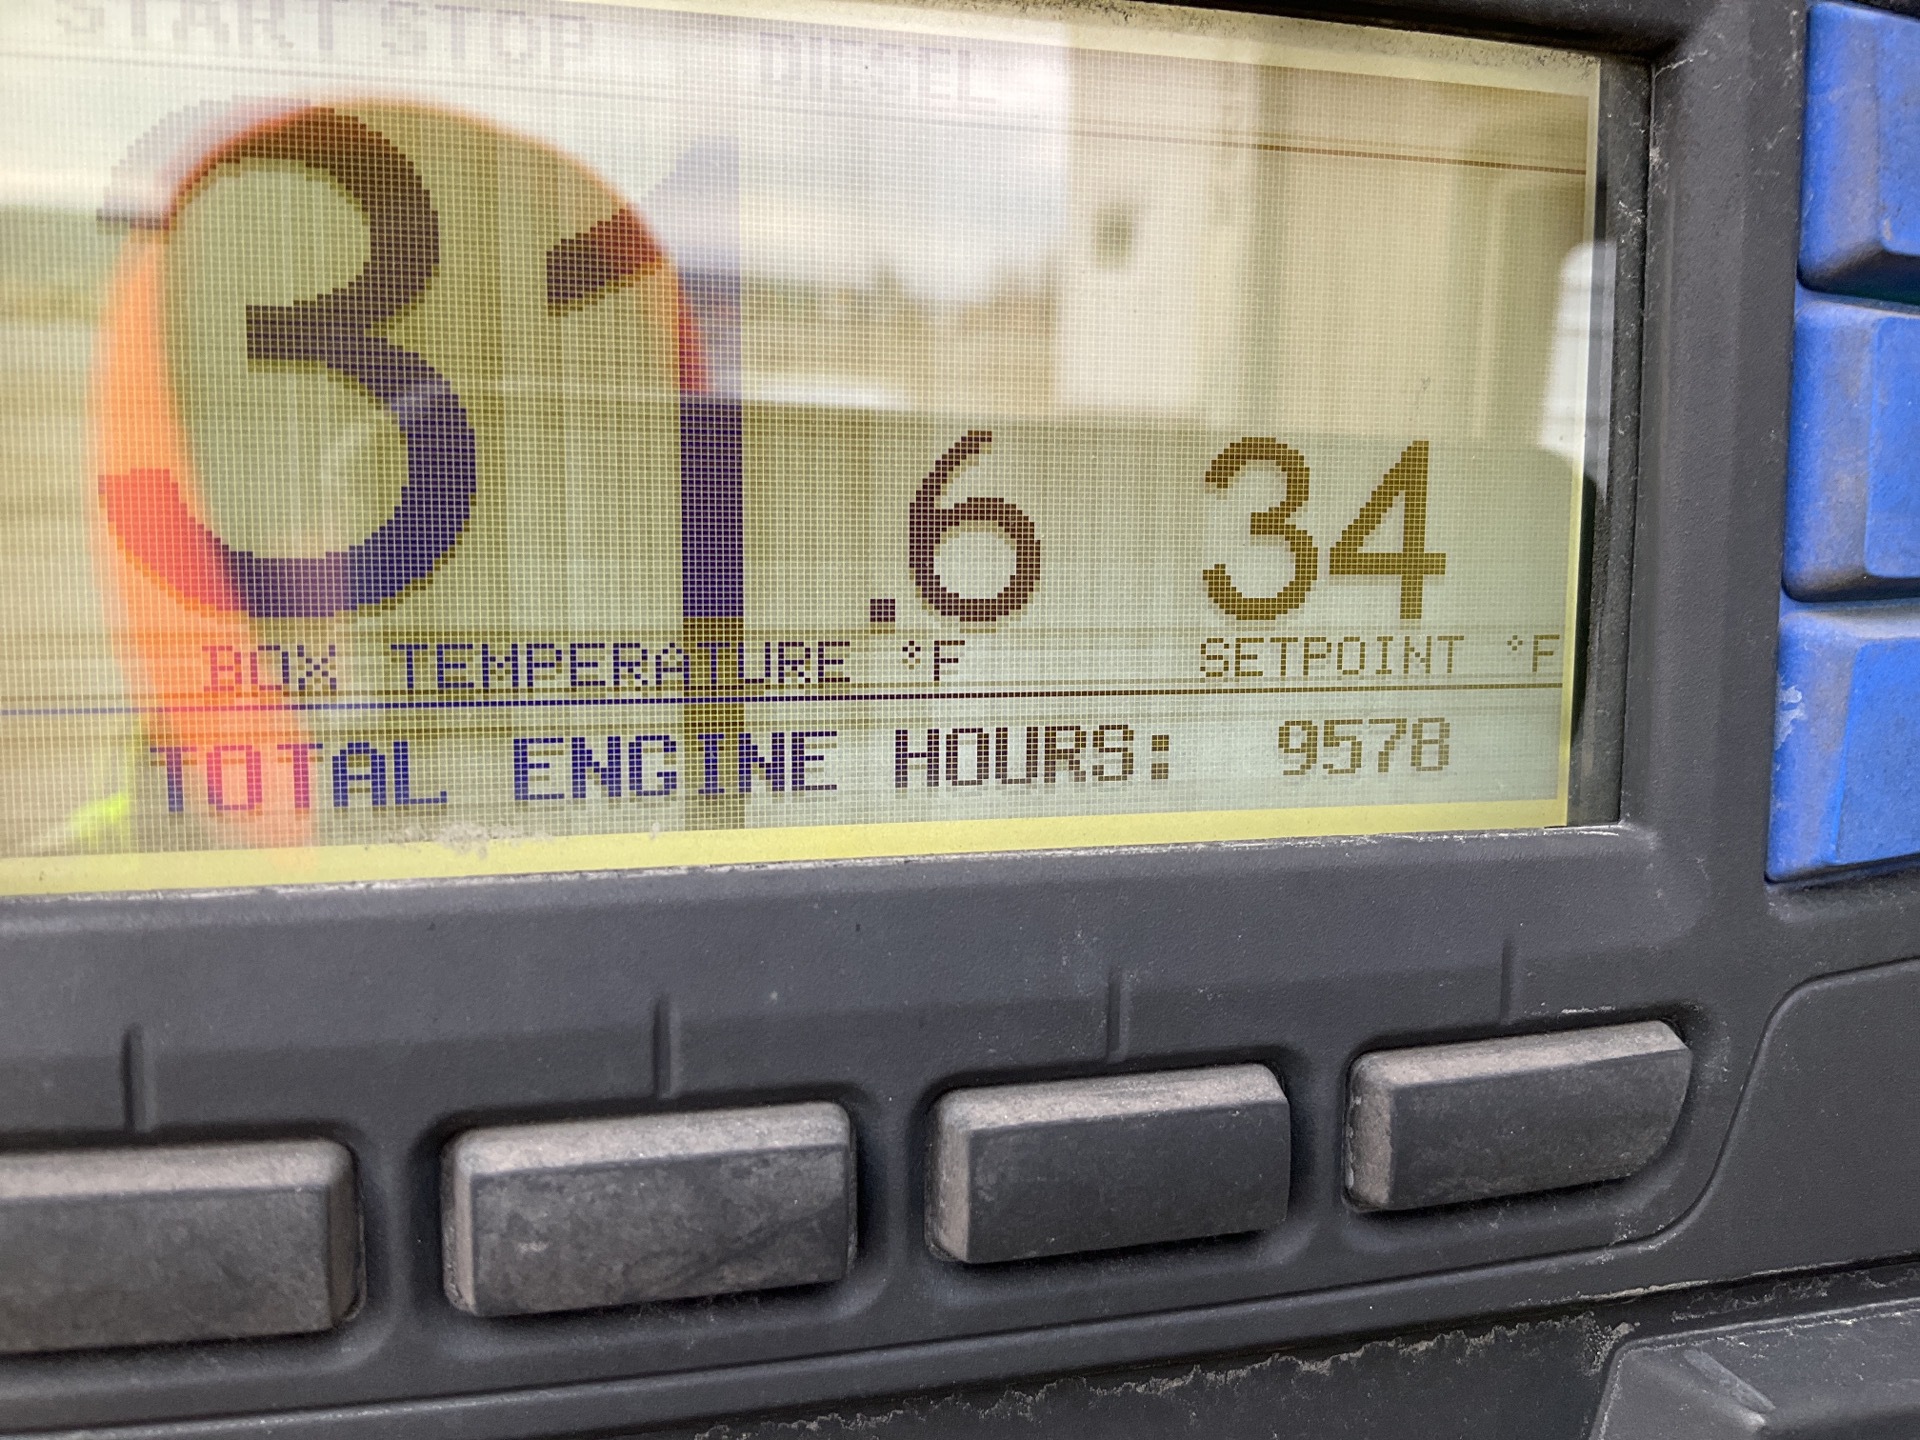 START STOP DIESEL
31.6 34
BOX TEMPERATURE °F SETPOINT °F
TOTAL ENGINE HOURS: 9578